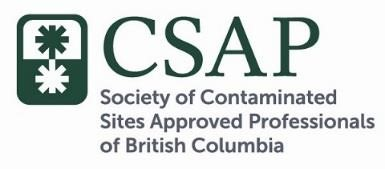 CSAP
Society of Contaminated
Sites Approved Professionals
of British Columbia